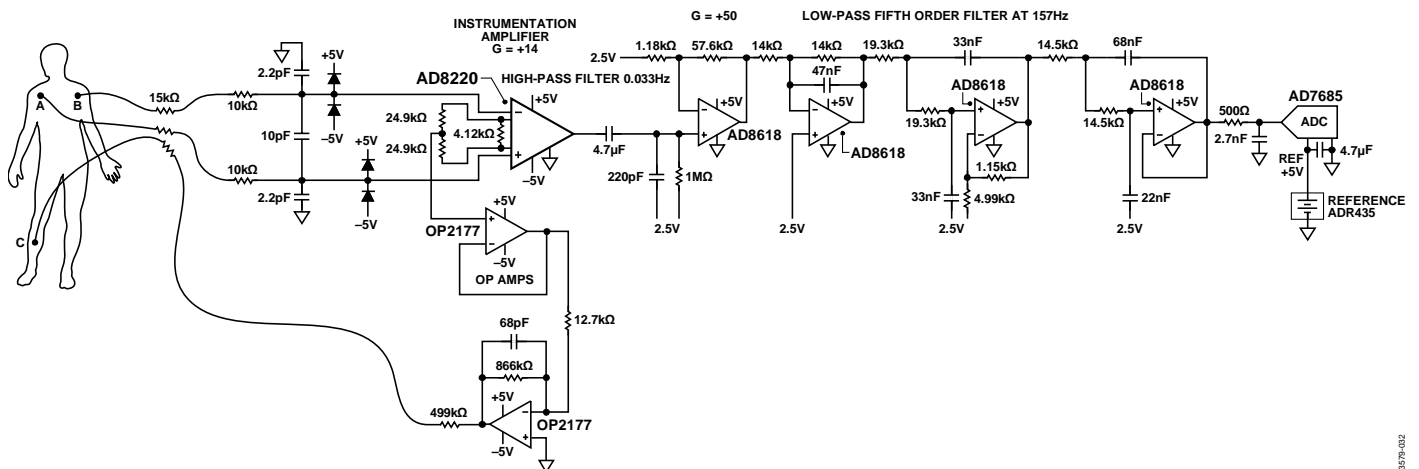 G = +50
LOW-PASS FIFTH ORDER FILTER AT 157Hz
INSTRUMENTATION
AMPLIFIER
G = +14
AD8220
HIGH-PASS FILTER 0.033Hz
A
B
C
15kΩ
10kΩ
10kΩ
2.2pF
10pF
2.2pF
+5V
–5V
+5V
–5V
24.9kΩ
24.9kΩ
4.12kΩ
+5V
–
+
–5V
4.7µF
220pF
1MΩ
2.5V
2.5V
2.5V
1.18kΩ
57.6kΩ
+5V
–
+
AD8618
14kΩ
14kΩ
47nF
+5V
–
+
AD8618
2.5V
19.3kΩ
33nF
19.3kΩ
AD8618
+5V
+
–
1.15kΩ
4.99kΩ
33nF
2.5V
14.5kΩ
68nF
14.5kΩ
AD8618
+5V
+
–
22nF
2.5V
500Ω
2.7nF
AD7685
ADC
REF
+5V
4.7µF
REFERENCE
ADR435
OP2177
+5V
+
–
–5V
OP AMPS
12.7kΩ
68pF
866kΩ
499kΩ
+5V
–
+
–5V
OP2177
3579-032